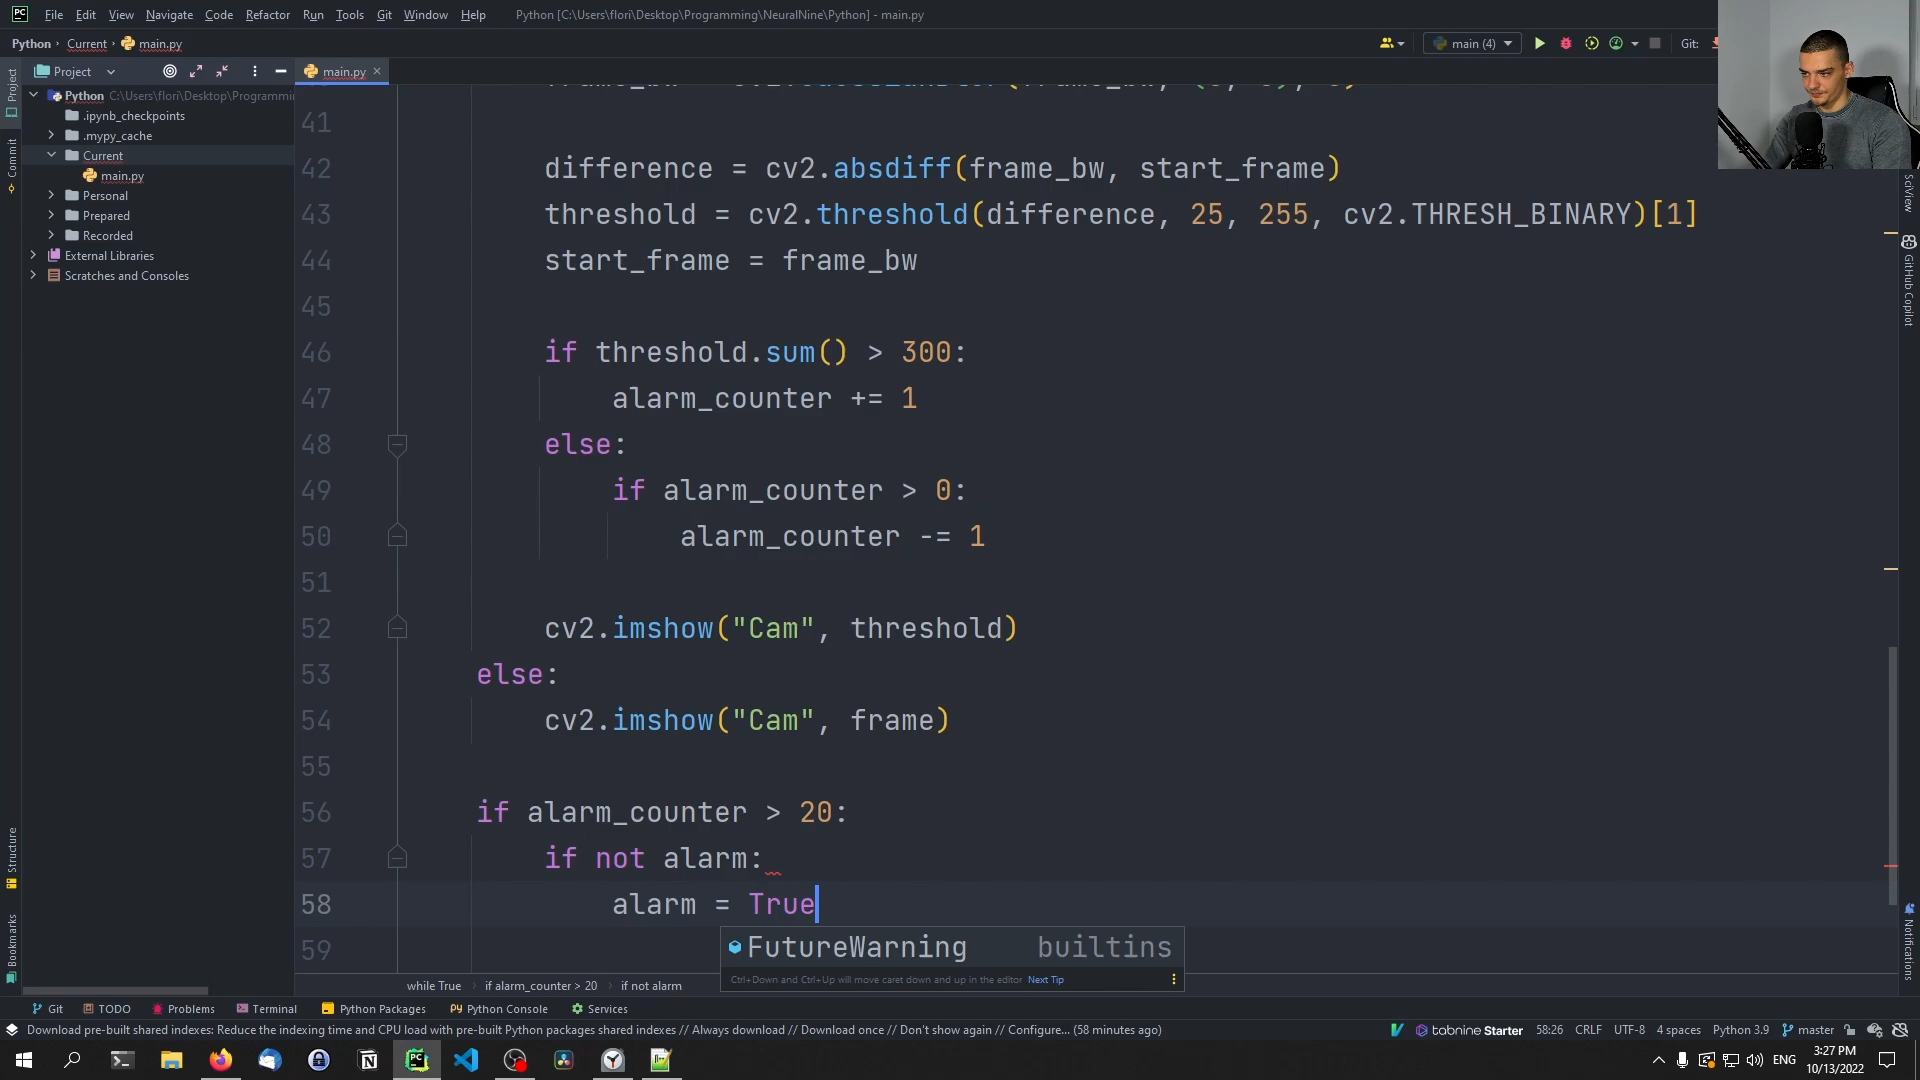 PC File Edit View Navigate Code Refactor Run Tools Git Window Help Python [C:\Users\flori\Desktop\Programming\NeuralNine\Python] - main.py
Python Current main.py main (4) Git:
Project main.py
Python C:\Users\flori\Desktop\Programmi
.ipynb_checkpoints
.mypy_cache
Current
main.py
Personal
Prepared
Recorded
External Libraries
Scratches and Consoles
Project
Commit
Structure
Bookmarks
41
42 difference = cv2.absdiff(frame_bw, start_frame)
43 threshold = cv2.threshold(difference, 25, 255, cv2.THRESH_BINARY)[1]
44 start_frame = frame_bw
45
46 if threshold.sum() > 300:
47 alarm_counter += 1
48 else:
49 if alarm_counter > 0:
50 alarm_counter -= 1
51
52 cv2.imshow("Cam", threshold)
53 else:
54 cv2.imshow("Cam", frame)
55
56 if alarm_counter > 20:
57 if not alarm:
58 alarm = True
59
FutureWarning builtins
Ctrl+Down and Ctrl+Up will move caret down and up in the editor Next Tip
SciView
GitHub Copilot
Notifications
while True if alarm_counter > 20 if not alarm
Git TODO Problems Terminal Python Packages Python Console Services
Download pre-built shared indexes: Reduce the indexing time and CPU load with pre-built Python packages shared indexes // Always download // Download once // Don't show again // Configure... (58 minutes ago) tabnine Starter 58:26 CRLF UTF-8 4 spaces Python 3.9 master
ENG 3:27 PM
10/13/2022